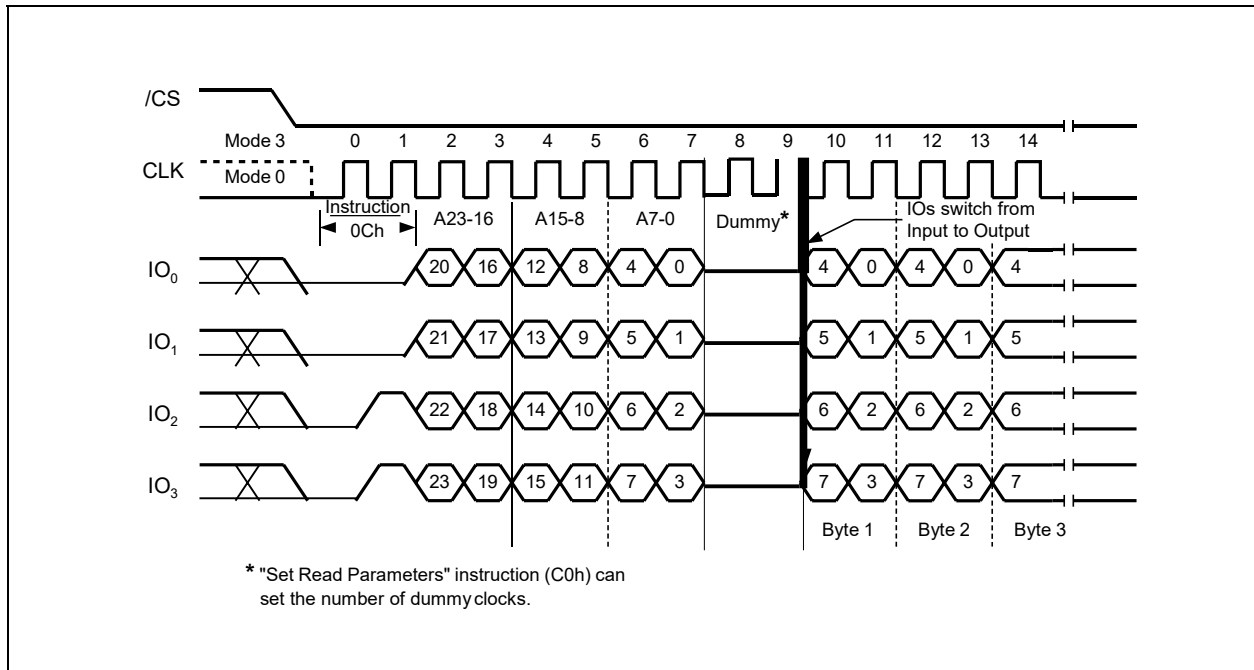 /CS
Mode 3 0 1 2 3 4 5 6 7 8 9 10 11 12 13 14
CLK
Mode 0
Instruction
0Ch
A23-16 A15-8 A7-0 Dummy*
IOs switch from
Input to Output
IO0 20 16 12 8 4 0 4 0 4 0 4
IO1 21 17 13 9 5 1 5 1 5 1 5
IO2 22 18 14 10 6 2 6 2 6 2 6
IO3 23 19 15 11 7 3 7 3 7 3 7
Byte 1 Byte 2 Byte 3
* "Set Read Parameters" instruction (C0h) can
set the number of dummy clocks.